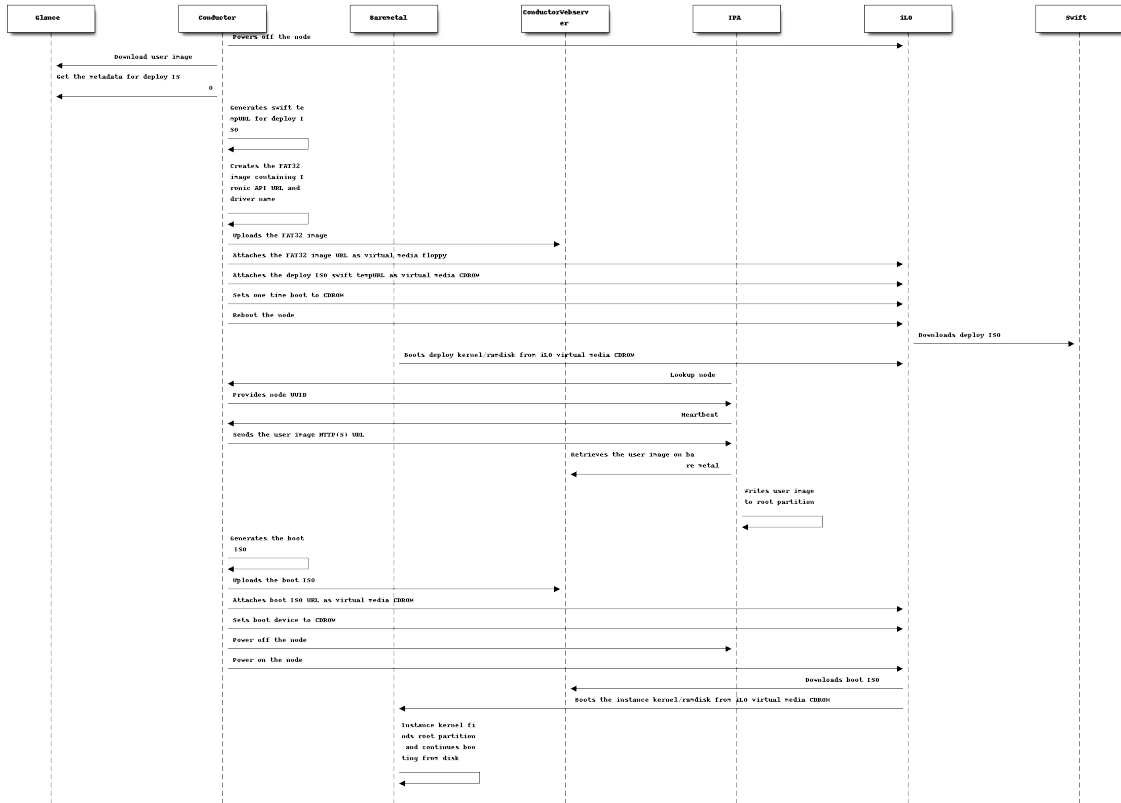 Glance
Conductor
Baremetal
ConductorWebserv
er
IPA
iLO
Swift
Powers off the node
Download user image
Get the metadata for deploy IS
O
Generates swift te
mpURL for deploy I
SO
Creates the FAT32
image containing I
ronic API URL and
driver name
Uploads the FAT32 image
Attaches the FAT32 image URL as virtual media floppy
Attaches the deploy ISO swift tempURL as virtual media CDROM
Sets one time boot to CDROM
Reboot the node
Downloads deploy ISO
Boots deploy kernel/ramdisk from iLO virtual media CDROM
Lookup node
Provides node UUID
Heartbeat
Sends the user image HTTP(S) URL
Retrieves the user image on ba
re metal
Writes user image
to root partition
Generates the boot
ISO
Uploads the boot ISO
Attaches boot ISO URL as virtual media CDROM
Sets boot device to CDROM
Power off the node
Power on the node
Downloads boot ISO
Boots the instance kernel/ramdisk from iLO virtual media CDROM
Instance kernel fi
nds root partition
and continues boo
ting from disk